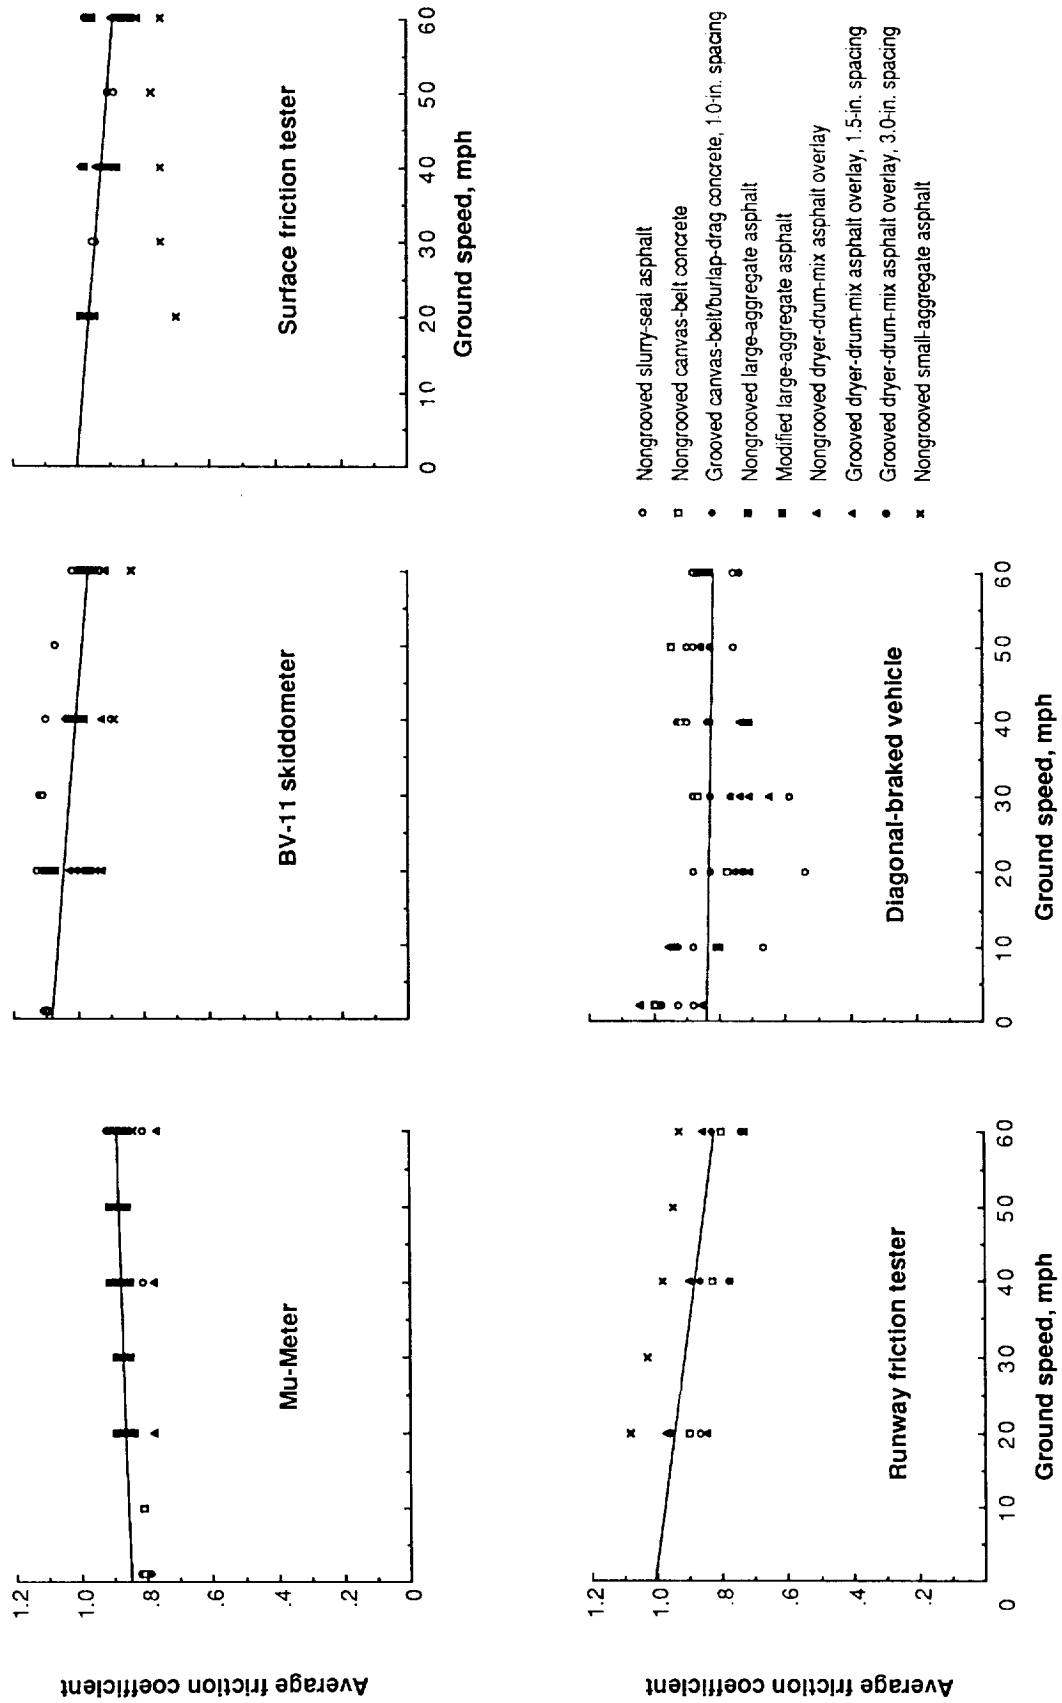 Average friction coefficient
1.2
1.0
.8
.6
.4
.2
0
Mu-Meter
BV-11 skiddometer
Surface friction tester
0 10 20 30 40 50 60
Ground speed, mph
Average friction coefficient
1.2
1.0
.8
.6
.4
.2
0
Runway friction tester
0 10 20 30 40 50 60
Ground speed, mph
Diagonal-braked vehicle
0 10 20 30 40 50 60
Ground speed, mph
Nongrooved slurry-seal asphalt
Nongrooved canvas-belt concrete
Grooved canvas-belt/burlap-drag concrete, 1.0-in. spacing
Nongrooved large-aggregate asphalt
Modified large-aggregate asphalt
Nongrooved dryer-drum-mix asphalt overlay
Grooved dryer-drum-mix asphalt overlay, 1.5-in. spacing
Grooved dryer-drum-mix asphalt overlay, 3.0-in. spacing
Nongrooved small-aggregate asphalt